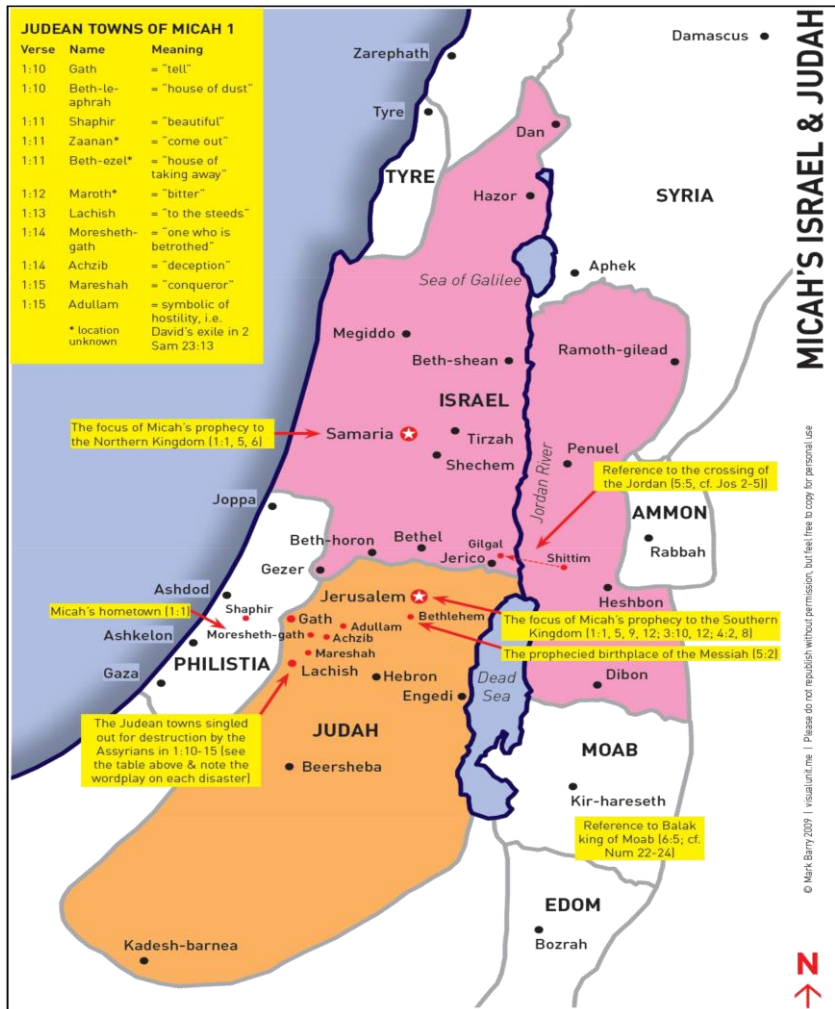 JUDEAN TOWNS OF MICAH 1
Verse Name Meaning
1:10 Gath = "tell"
1:10 Beth-le-
aphrah = "house of dust"
1:11 Shaphir = "beautiful"
1:11 Zaanan* = "come out"
1:11 Beth-ezel* = "house of
taking away"
1:12 Maroth* = "bitter"
1:13 Lachish = "to the steeds"
1:14 Moresheth-
gath = "one who is
betrothed"
1:14 Achzib = "deception"
1:15 Mareshah = "conqueror"
1:15 Adullam = symbolic of
hostility, i.e.
David's exile in 2
Sam 23:13
* location
unknown
MICAH'S ISRAEL & JUDAH
Damascus
Zarephath
Tyre
Dan
TYRE
Hazor
SYRIA
Sea of Galilee
Aphek
Megiddo
Beth-shean
Ramoth-gilead
ISRAEL
The focus of Micah's prophecy to
the Northern Kingdom (1:1, 5, 6)
Samaria
Tirzah
Shechem
Jordan River
Penuel
Reference to the crossing of
the Jordan (5:5, cf. Jos 2-5))
Joppa
AMMON
Rabbah
Beth-horon
Bethel
Gilgal
Jerico
Shittim
Gezer
Heshbon
Ashdod
Jerusalem
Micah's hometown (1:1)
Shaphir
Gath
Bethlehem
The focus of Micah's prophecy to the Southern
Kingdom (1:1, 5, 9, 12; 3:10, 12; 4:2, 8)
Adullam
Moresheth-gath
Achzib
Ashkelon
Mareshah
The prophecied birthplace of the Messiah (5:2)
PHILISTIA
Lachish
Gaza
Hebron
Dead
Sea
Dibon
Engedi
The Judean towns singled
out for destruction by the
Assyrians in 1:10-15 (see
the table above & note the
wordplay on each disaster)
JUDAH
MOAB
Beersheba
Kir-hareseth
Reference to Balak
king of Moab (6:5; cf.
Num 22-24)
EDOM
Bozrah
Kadesh-barnea
© Mark Barry 2009 | visualunit.me | Please do not republish without permission, but feel free to copy for personal use
N